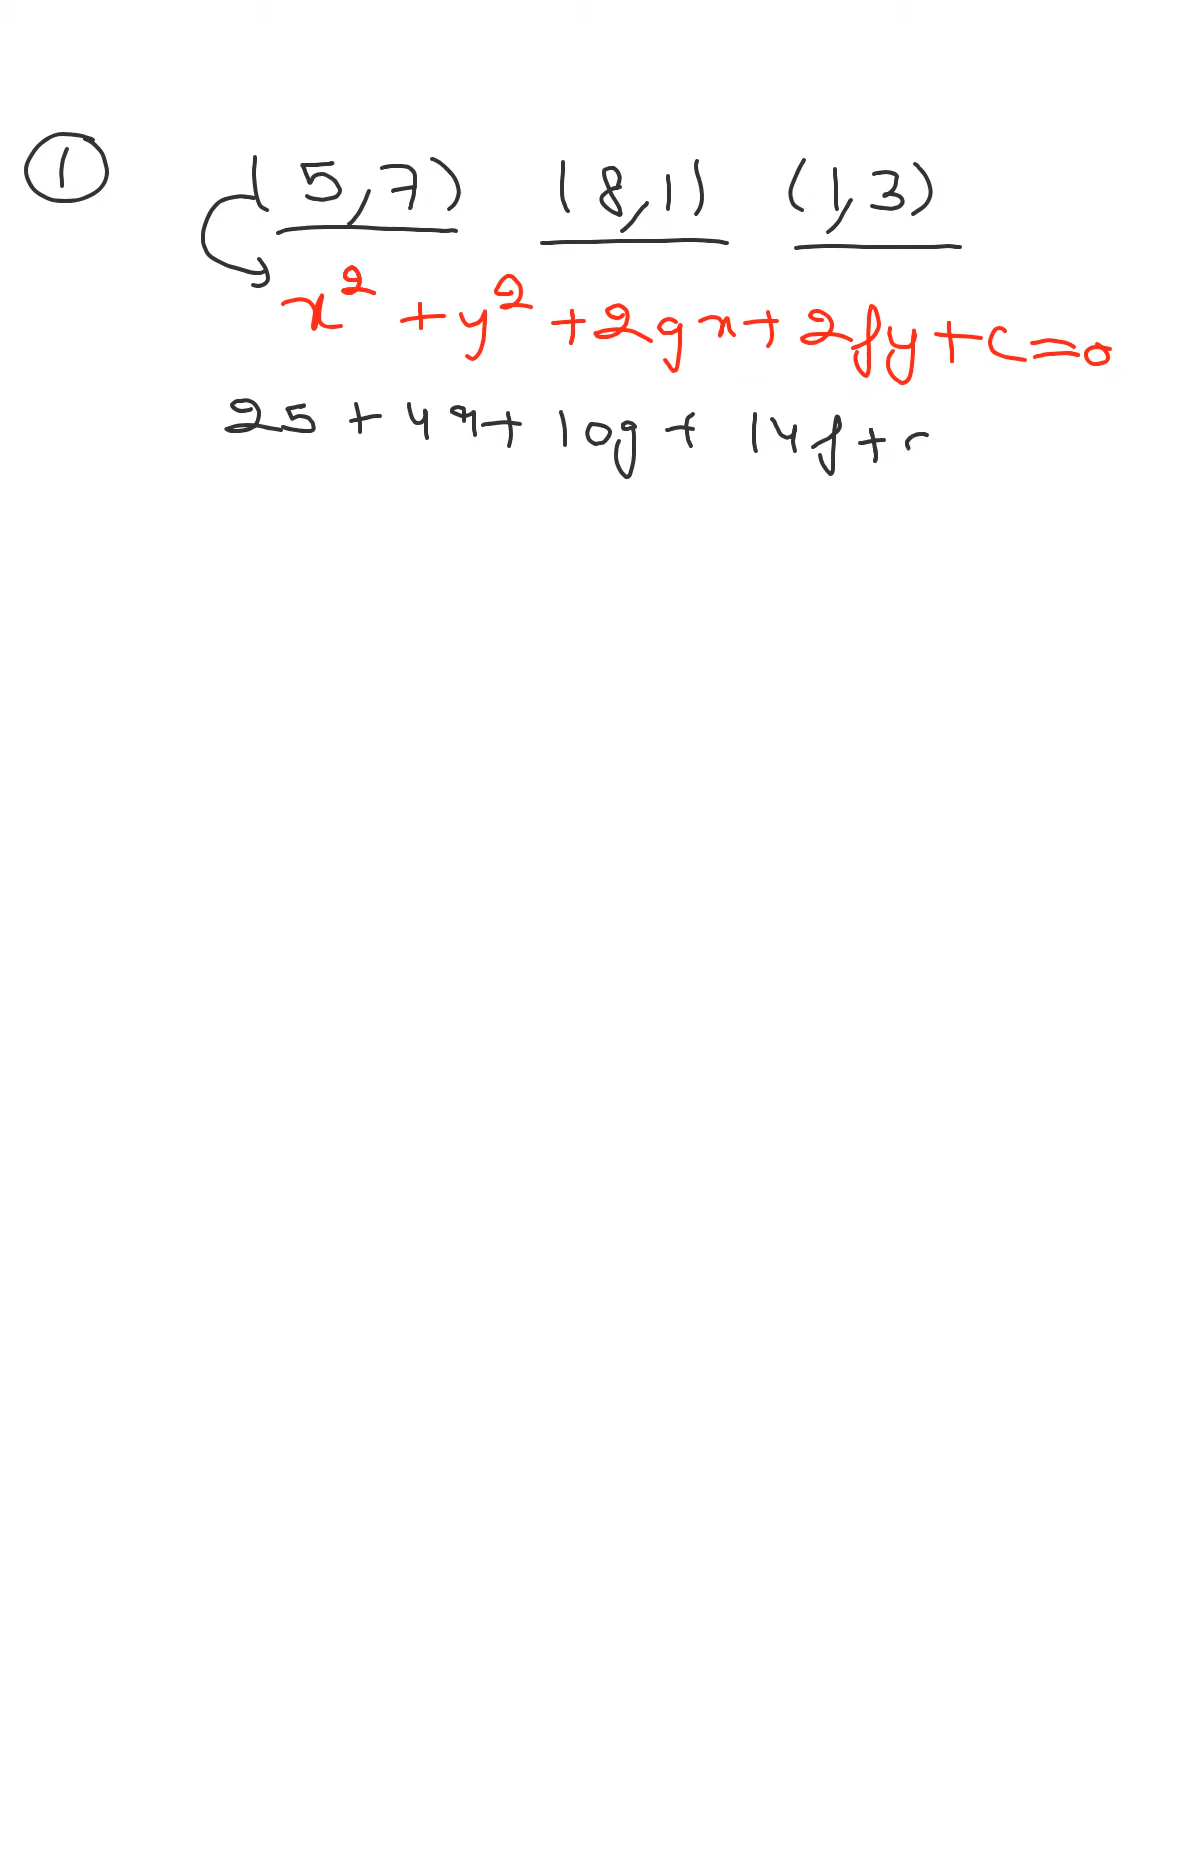 ① (5,7) (8,1) (1,3)
x² + y² + 2gx + 2fy + c = 0
25 + 49 + 10g + 14f + c